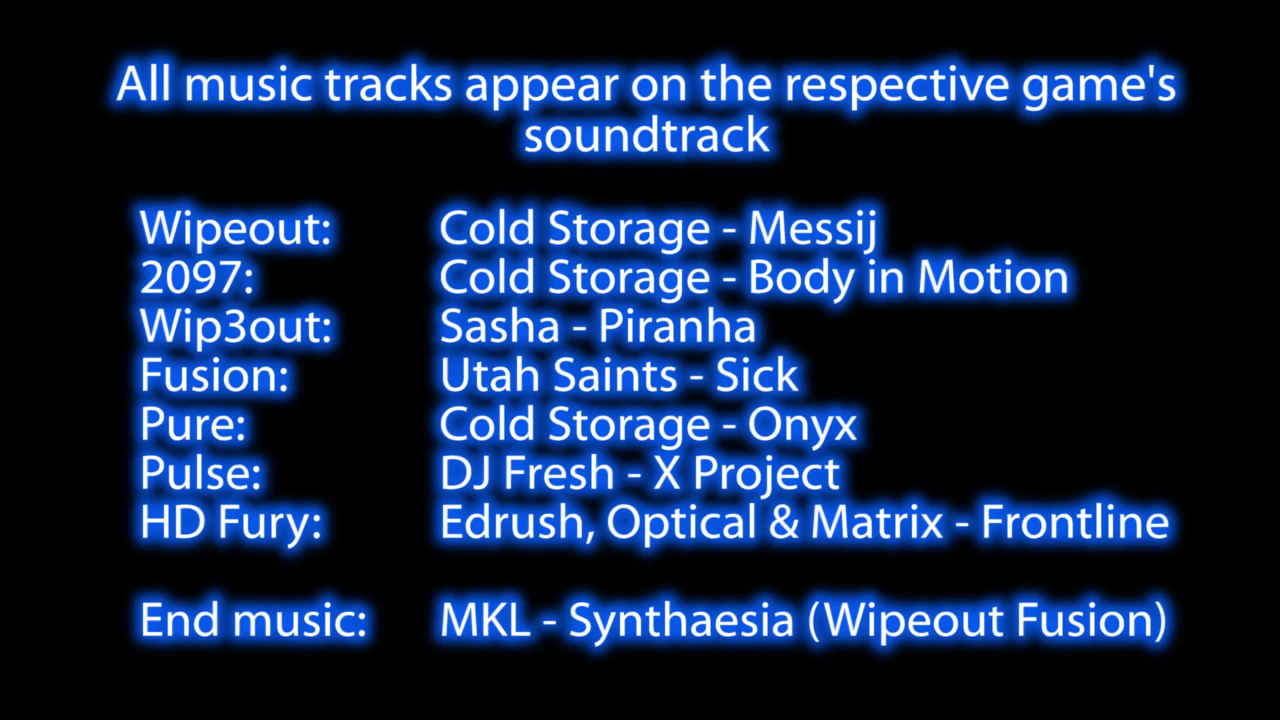 All music tracks appear on the respective game's
soundtrack
Wipeout: Cold Storage - Messij
2097: Cold Storage - Body in Motion
Wip3out: Sasha - Piranha
Fusion: Utah Saints - Sick
Pure: Cold Storage - Onyx
Pulse: DJ Fresh - X Project
HD Fury: Edrush, Optical & Matrix - Frontline
End music: MKL - Synthaesia (Wipeout Fusion)